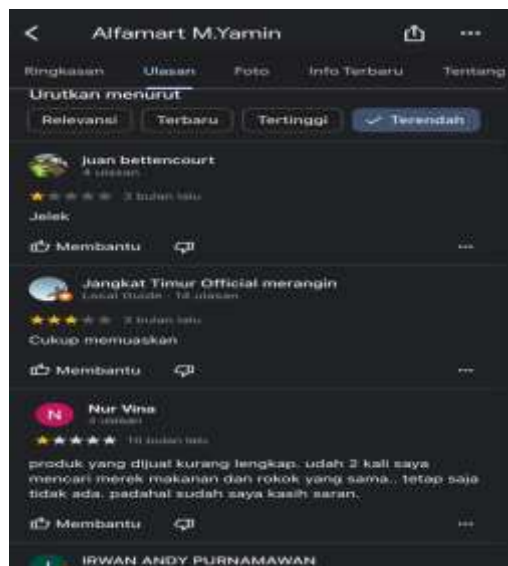 Alfamart M.Yamin
Ringkasan Ulasan Foto Info Terbaru Tentang
Urutkan menurut
Relevansi Terbaru Tertinggi Terendah
juan bettencourt
4 ulasan
3 bulan lalu
Jelek
Membantu
Jangkat Timur Official merangin
Local Guide · 14 ulasan
3 bulan lalu
Cukup memuaskan
Membantu
N
Nur Vina
4 ulasan
10 bulan lalu
produk yang dijual kurang lengkap. udah 2 kali saya
mencari merek makanan dan rokok yang sama.. tetap saja
tidak ada. padahal sudah saya kasih saran.
Membantu
IRWAN ANDY PURNAMAWAN